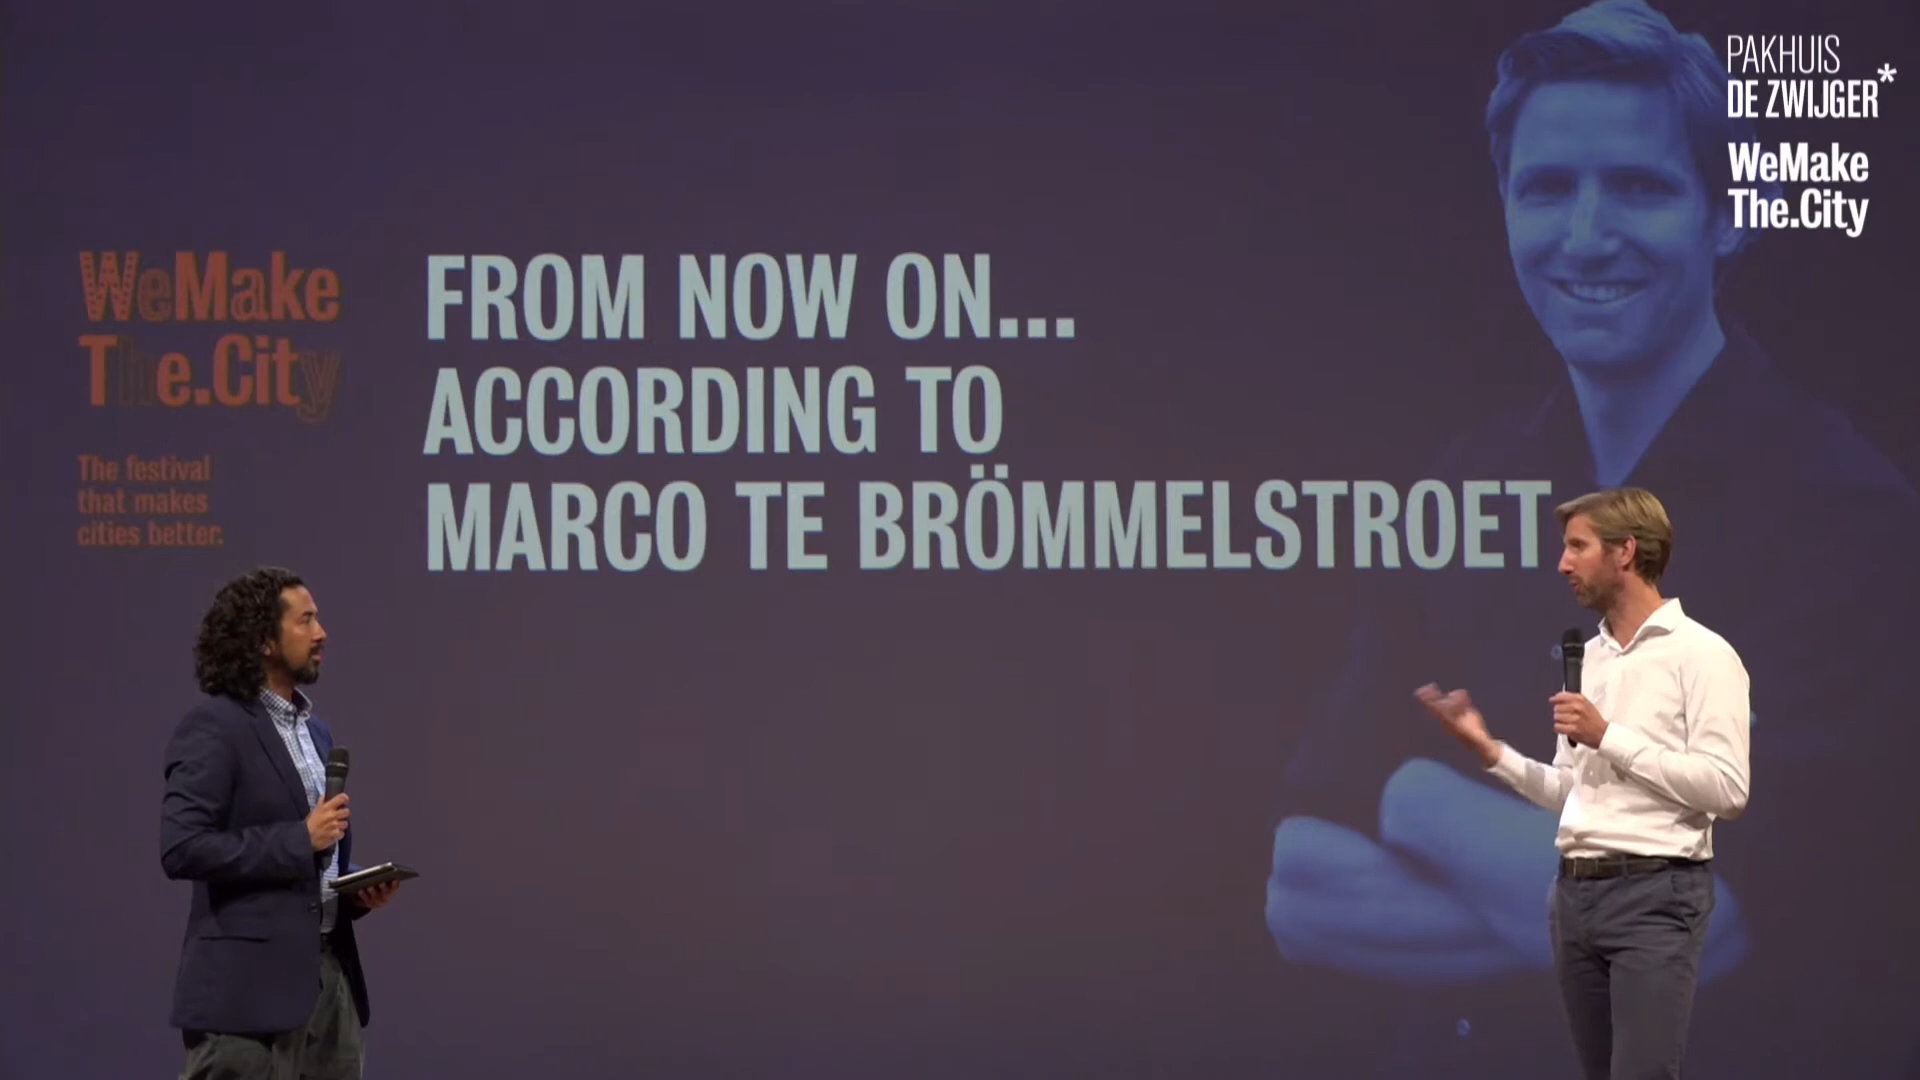 PAKHUIS
DE ZWIJGER*
WeMake
The.City
WeMake
The.City
The festival
that makes
cities better.
FROM NOW ON...
ACCORDING TO
MARCO TE BRÖMMELSTROET